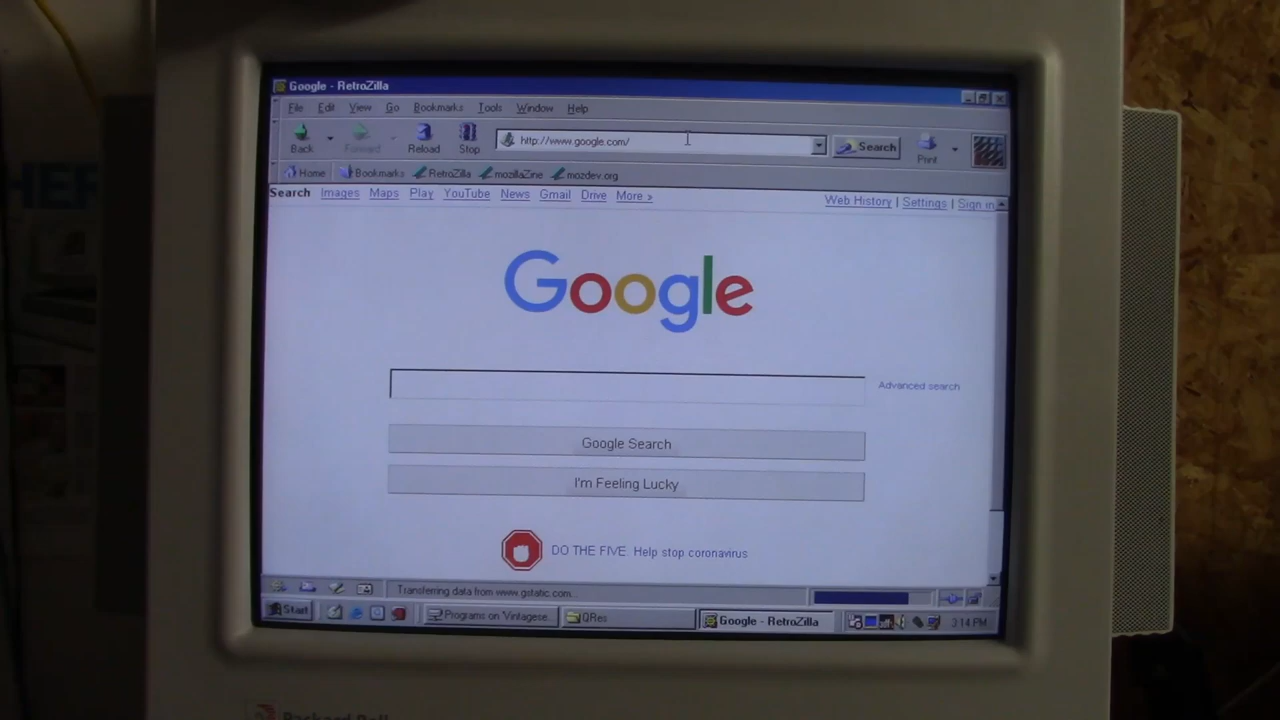 Google - RetroZilla
File Edit View Go Bookmarks Tools Window Help
Back Forward Reload Stop http://www.google.com/ Search Print
Home Bookmarks RetroZilla mozillaZine mozdev.org
Search Images Maps Play YouTube News Gmail Drive More » Web History | Settings | Sign in
Google
Advanced search
Google Search
I'm Feeling Lucky
DO THE FIVE. Help stop coronavirus
Transferring data from www.gstatic.com...
Start Programs on 'Vintagese... QRes Google - RetroZilla 3:14 PM
Packard Bell